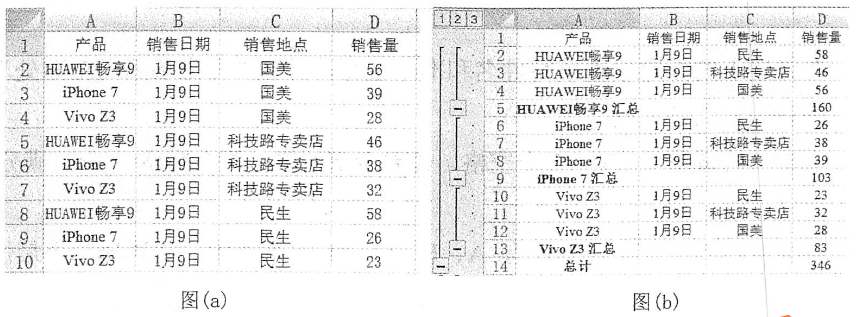 A B C D
1 产品 销售日期 销售地点 销售量
2 HUAWEI畅享9 1月9日 国美 56
3 iPhone 7 1月9日 国美 39
4 Vivo Z3 1月9日 国美 28
5 HUAWEI畅享9 1月9日 科技路专卖店 46
6 iPhone 7 1月9日 科技路专卖店 38
7 Vivo Z3 1月9日 科技路专卖店 32
8 HUAWEI畅享9 1月9日 民生 58
9 iPhone 7 1月9日 民生 26
10 Vivo Z3 1月9日 民生 23
图(a)
1 2 3 A B C D
1 产品 销售日期 销售地点 销售量
2 HUAWEI畅享9 1月9日 民生 58
3 HUAWEI畅享9 1月9日 科技路专卖店 46
4 HUAWEI畅享9 1月9日 国美 56
5 HUAWEI畅享9 汇总 160
6 iPhone 7 1月9日 民生 26
7 iPhone 7 1月9日 科技路专卖店 38
8 iPhone 7 1月9日 国美 39
9 iPhone 7 汇总 103
10 Vivo Z3 1月9日 民生 23
11 Vivo Z3 1月9日 科技路专卖店 32
12 Vivo Z3 1月9日 国美 28
13 Vivo Z3 汇总 83
14 总计 346
图(b)